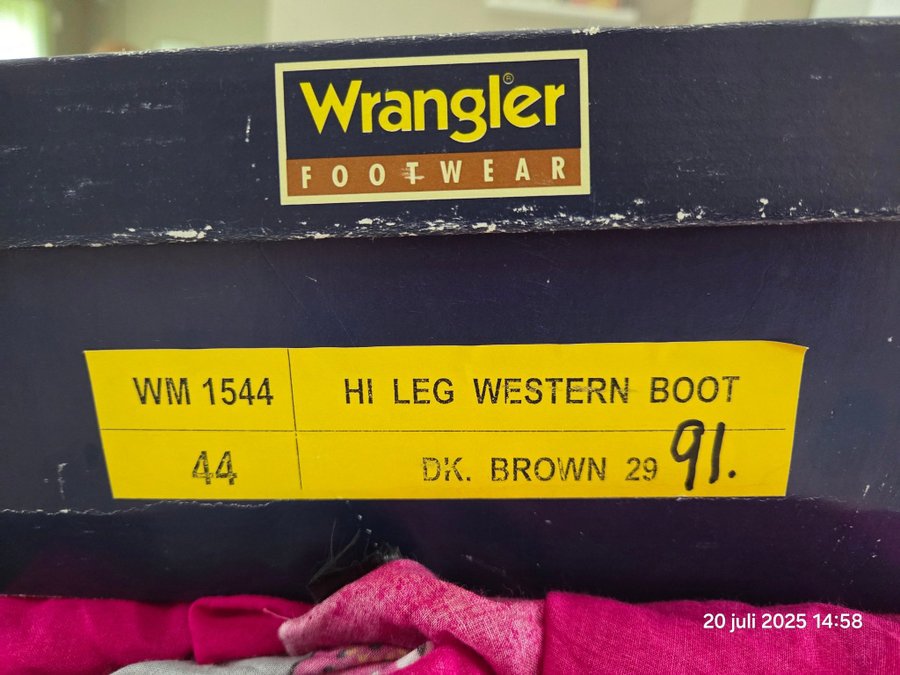 Wrangler®
FOOTWEAR
WM 1544
HI LEG WESTERN BOOT
44
DK. BROWN 29 91.
20 juli 2025 14:58